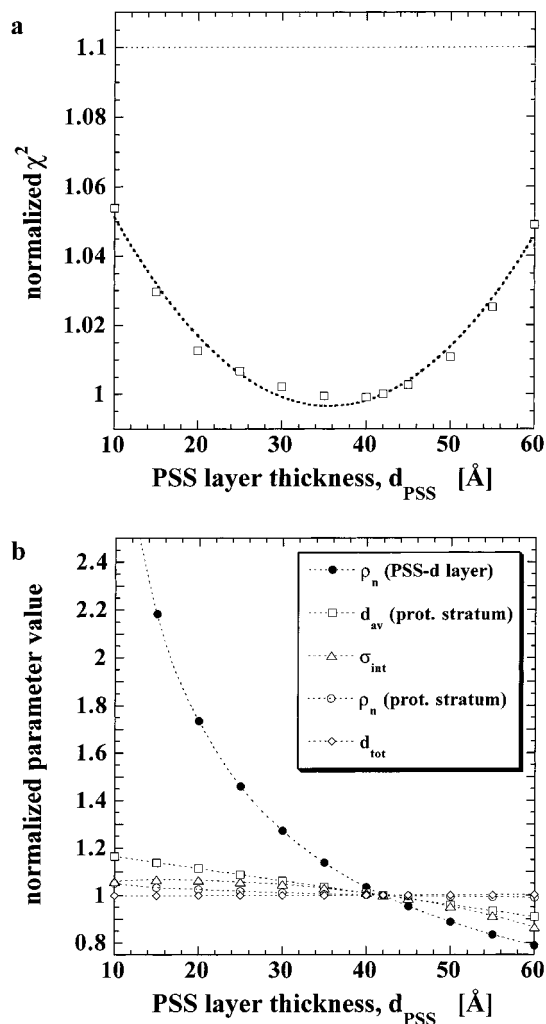 a
1.1
1.08
1.06
1.04
1.02
1
10 20 30 40 50 60
normalized χ²
PSS layer thickness, d_PSS [Å]
b
2.4
2.2
2
1.8
1.6
1.4
1.2
1
0.8
10 20 30 40 50 60
normalized parameter value
ρₙ (PSS-d layer)
d_av (prot. stratum)
σ_int
ρₙ (prot. stratum)
d_tot
PSS layer thickness, d_PSS [Å]